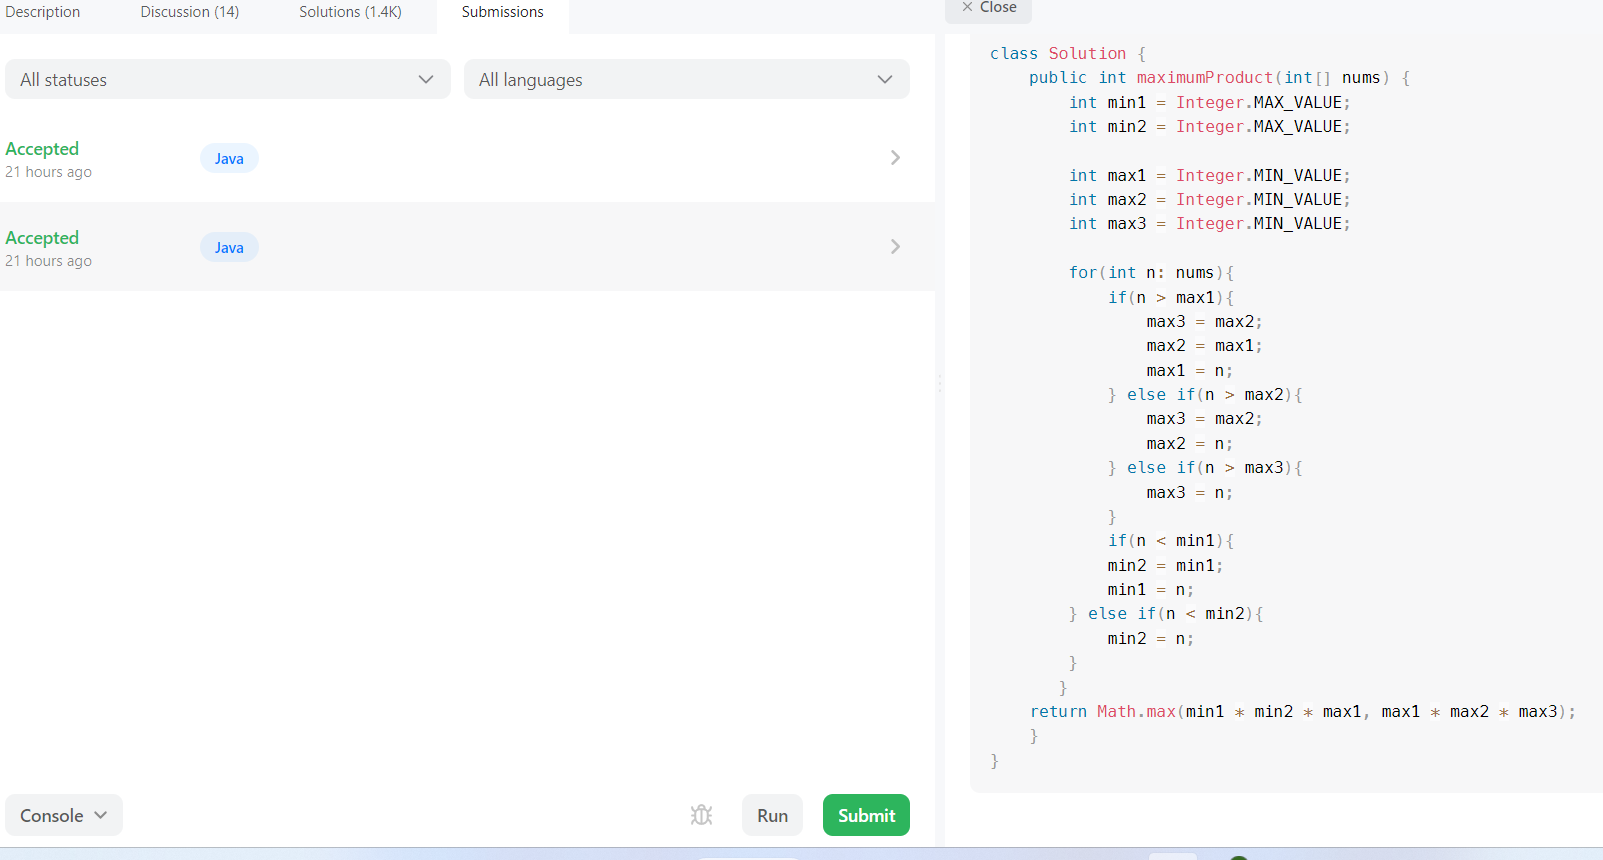 Description
Discussion (14)
Solutions (1.4K)
Submissions
All statuses
All languages
Accepted
21 hours ago
Java
Accepted
21 hours ago
Java
Console
Run
Submit
Close
class Solution {
    public int maximumProduct(int[] nums) {
        int min1 = Integer.MAX_VALUE;
        int min2 = Integer.MAX_VALUE;
        int max1 = Integer.MIN_VALUE;
        int max2 = Integer.MIN_VALUE;
        int max3 = Integer.MIN_VALUE;
        for(int n: nums){
            if(n > max1){
                max3 = max2;
                max2 = max1;
                max1 = n;
            } else if(n > max2){
                max3 = max2;
                max2 = n;
            } else if(n > max3){
                max3 = n;
            }
            if(n < min1){
            min2 = min1;
            min1 = n;
        } else if(n < min2){
            min2 = n;
        }
       }
    return Math.max(min1 * min2 * max1, max1 * max2 * max3);
    }
}